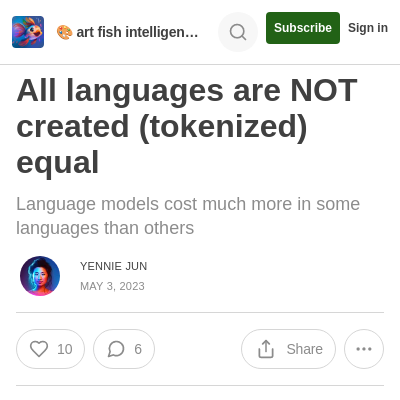 🎨 art fish intelligen...
Subscribe
Sign in
All languages are NOT
created (tokenized)
equal
Language models cost much more in some
languages than others
YENNIE JUN
MAY 3, 2023
10
6
Share